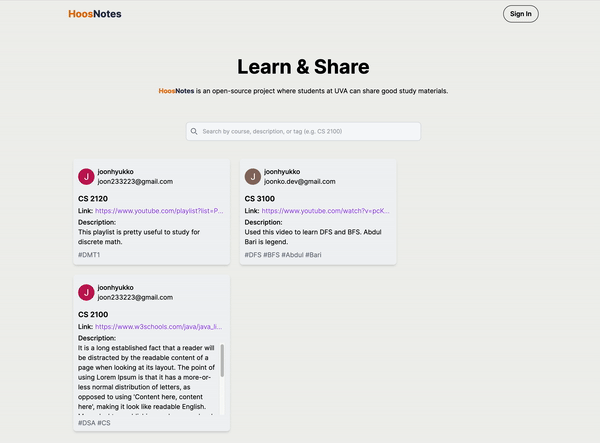 HoosNotes
Sign In
Learn & Share
HoosNotes is an open-source project where students at UVA can share good study materials.
Search by course, description, or tag (e.g. CS 2100)
J
joonhyukko
joon233223@gmail.com
CS 2120
Link: https://www.youtube.com/playlist?list=P...
Description:
This playlist is pretty useful to study for
discrete math.
#DMT1
J
joonhyukko
joonko.dev@gmail.com
CS 3100
Link: https://www.youtube.com/watch?v=pcK...
Description:
Used this video to learn DFS and BFS. Abdul
Bari is legend.
#DFS #BFS #Abdul #Bari
J
joonhyukko
joon233223@gmail.com
CS 2100
Link: https://www.w3schools.com/java/java_li...
Description:
It is a long established fact that a reader will
be distracted by the readable content of a
page when looking at its layout. The point of
using Lorem Ipsum is that it has a more-or-
less normal distribution of letters, as
opposed to using 'Content here, content
here', making it look like readable English.
#DSA #CS